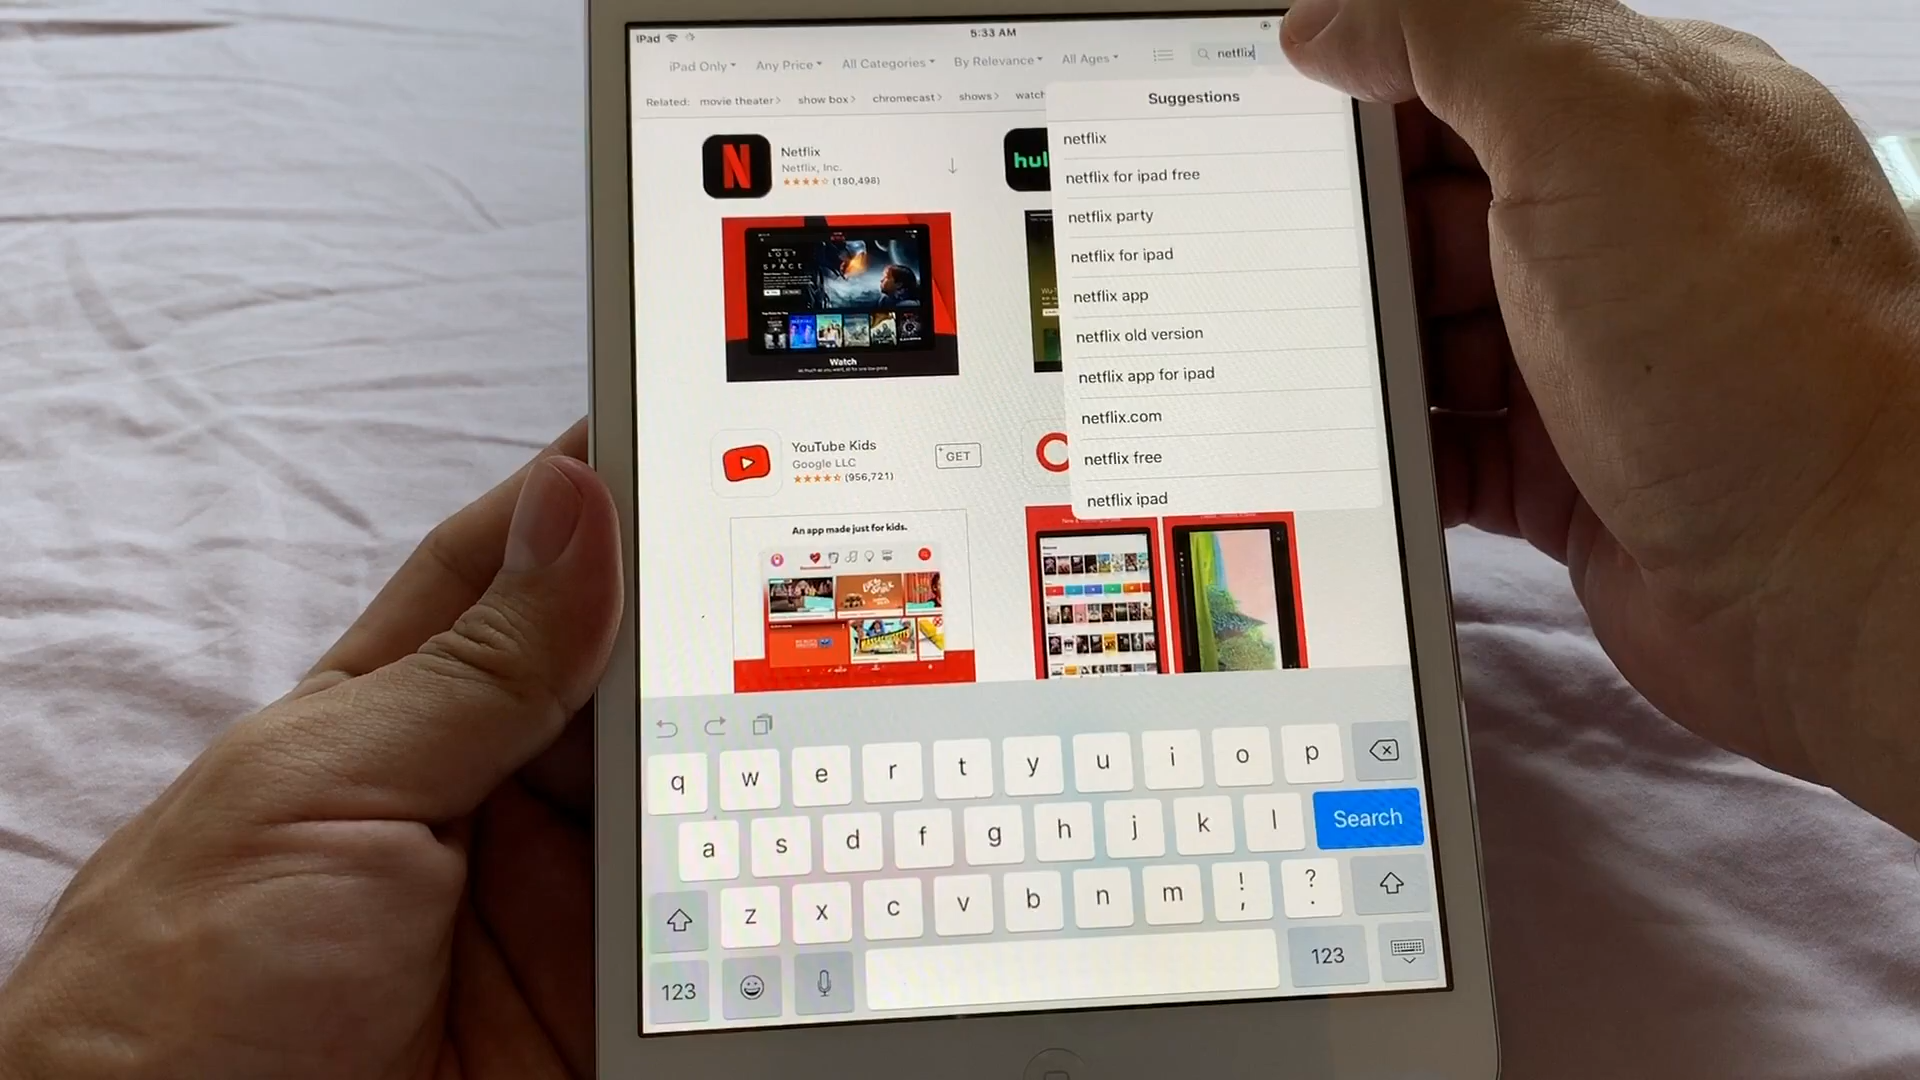 iPad
5:33 AM
iPad Only
Any Price
All Categories
By Relevance
All Ages
netflix
Related:
movie theater
show box
chromecast
shows
watch
Suggestions
netflix
netflix for ipad free
netflix party
netflix for ipad
netflix app
netflix old version
netflix app for ipad
netflix.com
netflix free
netflix ipad
N
Netflix
Netflix, Inc.
(180,498)
hul
LOST
IN
SPACE
Watch
YouTube Kids
Google LLC
(956,721)
GET
An app made just for kids.
q w e r t y u i o p
a s d f g h j k l Search
z x c v b n m ! , ? .
123
123